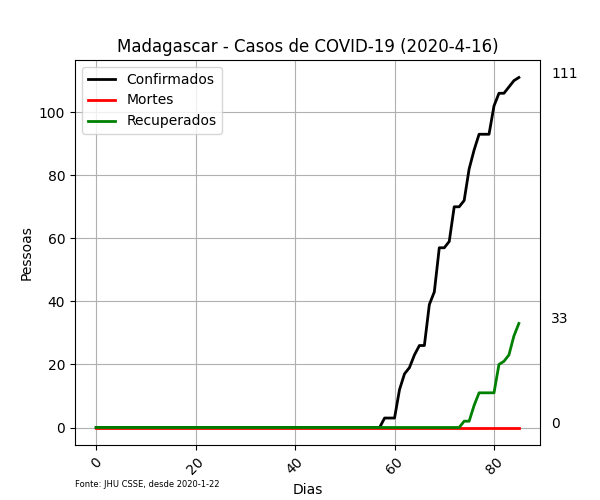 Madagascar - Casos de COVID-19 (2020-4-16)
Confirmados
Mortes
Recuperados
111
33
0
100
80
60
40
20
0
Pessoas
0 20 40 60 80
Dias
Fonte: JHU CSSE, desde 2020-1-22